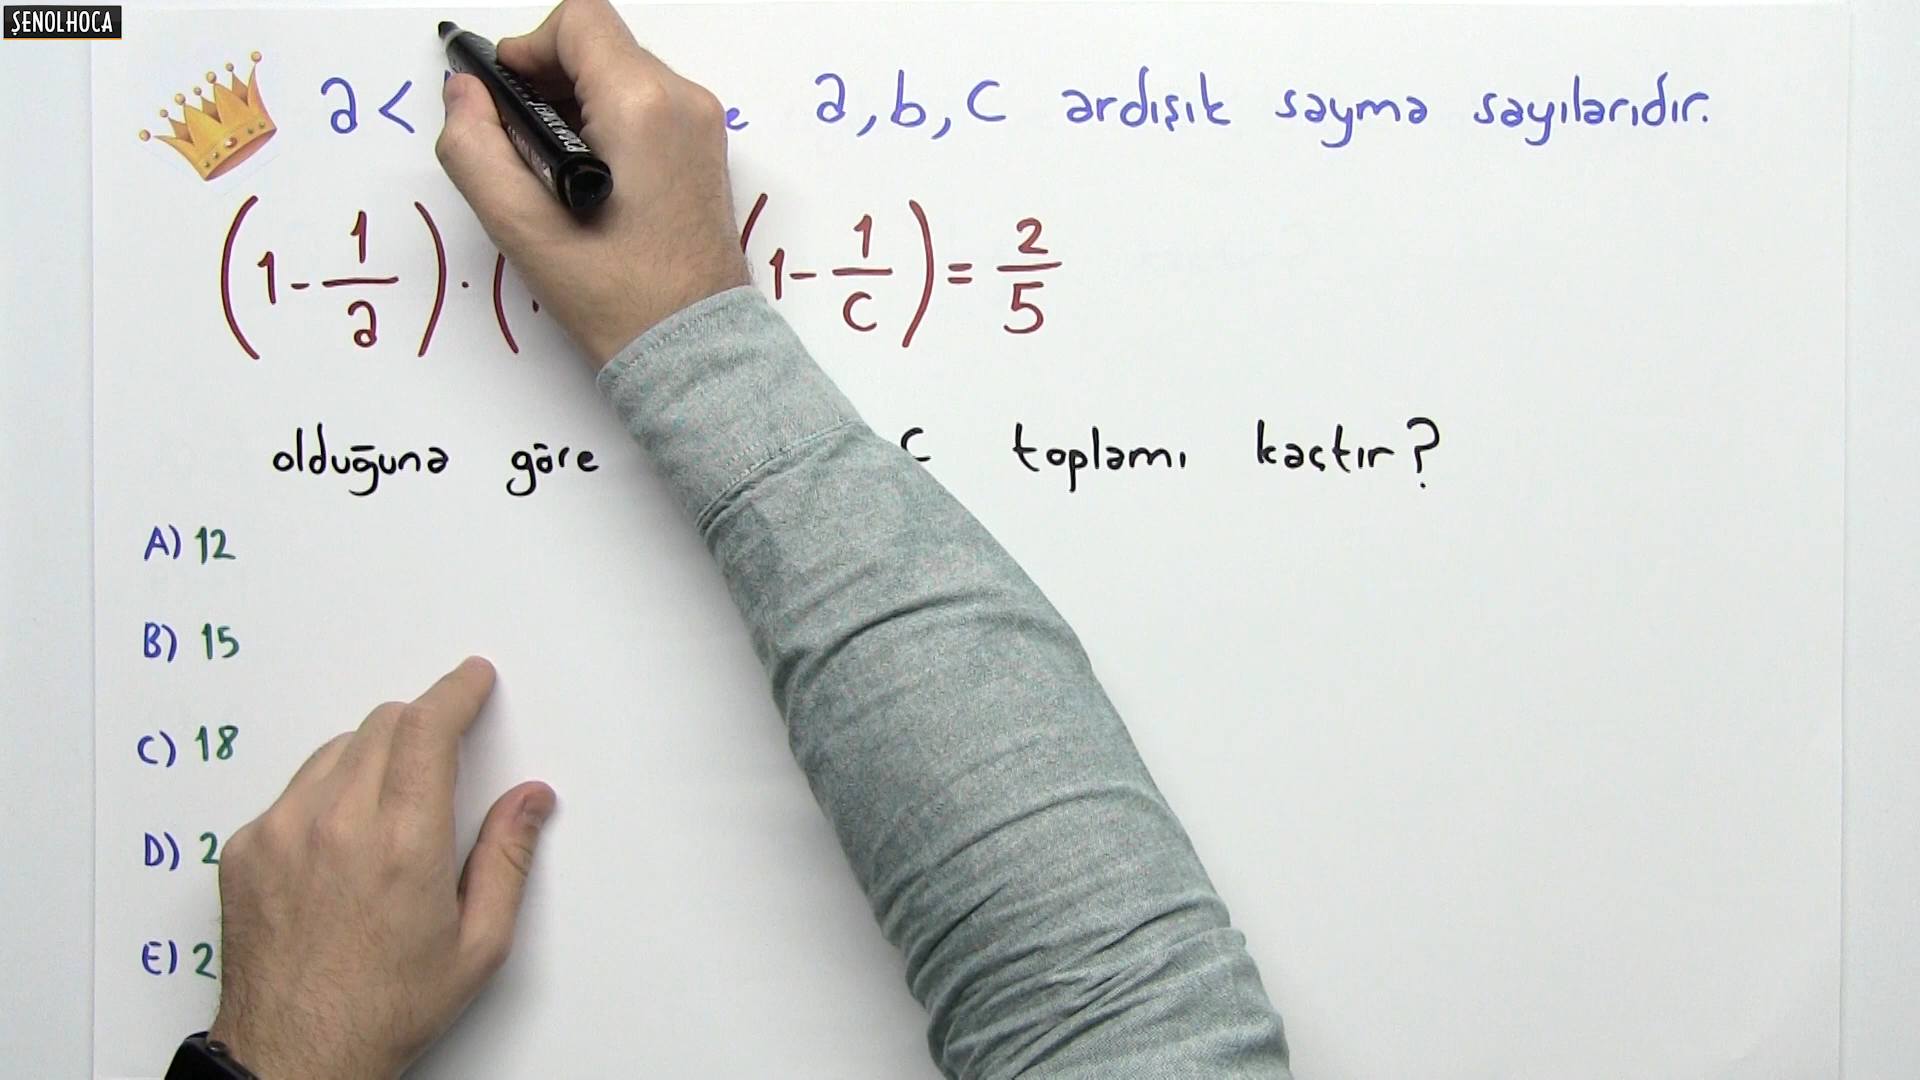 ŞENOLHOCA
a < a, b, c ardışık sayma sayılarıdır.
(1 - 1/a) · ( 1 - 1/c) = 2/5
olduğuna göre c toplamı kaçtır?
A) 12
B) 15
C) 18
D) 2
E) 2